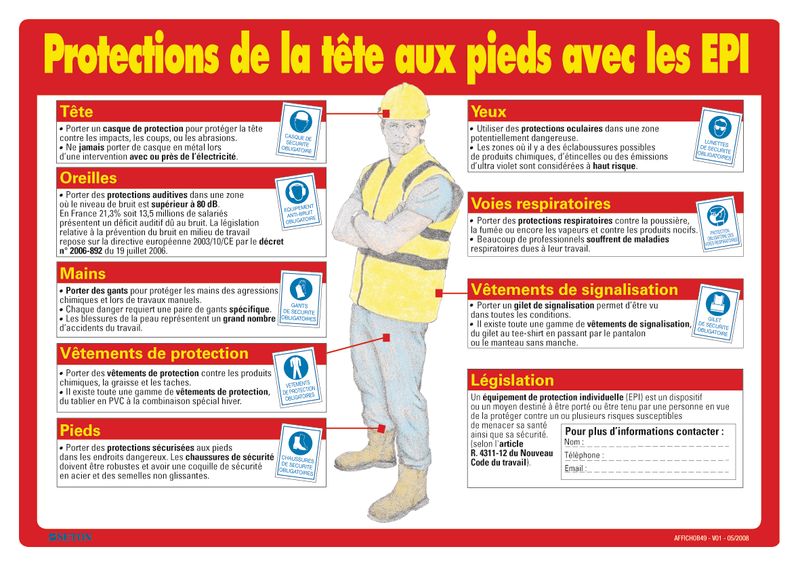 Protections de la tête aux pieds avec les EPI
Tête
• Porter un casque de protection pour protéger la tête
contre les impacts, les coups, ou les abrasions.
• Ne jamais porter de casque en métal lors
d'une intervention avec ou près de l'électricité.
CASQUE DE
SECURITE
OBLIGATOIRE
Oreilles
• Porter des protections auditives dans une zone
où le niveau de bruit est supérieur à 80 dB.
En France 21,3% soit 13,5 millions de salariés
présentent un déficit auditif dû au bruit. La législation
relative à la prévention du bruit en milieu de travail
repose sur la directive européenne 2003/10/CE par le décret
n° 2006-892 du 19 juillet 2006.
EQUIPEMENT
ANTI-BRUIT
OBLIGATOIRE
Mains
• Porter des gants pour protéger les mains des agressions
chimiques et lors de travaux manuels.
• Chaque danger requiert une paire de gants spécifique.
• Les blessures de la peau représentent un grand nombre
d'accidents du travail.
GANTS
DE SECURITE
OBLIGATOIRES
Vêtements de protection
• Porter des vêtements de protection contre les produits
chimiques, la graisse et les taches.
• Il existe toute une gamme de vêtements de protection,
du tablier en PVC à la combinaison spécial hiver.
VETEMENTS
DE PROTECTION
OBLIGATOIRES
Pieds
• Porter des protections sécurisées aux pieds
dans les endroits dangereux. Les chaussures de sécurité
doivent être robustes et avoir une coquille de sécurité
en acier et des semelles non glissantes.
CHAUSSURES
DE SECURITE
OBLIGATOIRES
Yeux
• Utiliser des protections oculaires dans une zone
potentiellement dangereuse.
• Les zones où il y a des éclaboussures possibles
de produits chimiques, d'étincelles ou des émissions
d'ultra violet sont considérées à haut risque.
LUNETTES
DE SECURITE
OBLIGATOIRES
Voies respiratoires
• Porter des protections respiratoires contre la poussière,
la fumée ou encore les vapeurs et contre les produits nocifs.
• Beaucoup de professionnels souffrent de maladies
respiratoires dues à leur travail.
PROTECTION
OBLIGATOIRE DES
VOIES RESPIRATOIRES
Vêtements de signalisation
• Porter un gilet de signalisation permet d'être vu
dans toutes les conditions.
• Il existe toute une gamme de vêtements de signalisation,
du gilet au tee-shirt en passant par le pantalon
ou le manteau sans manche.
GILET
DE SECURITE
OBLIGATOIRE
Législation
Un équipement de protection individuelle (EPI) est un dispositif
ou un moyen destiné à être porté ou être tenu par une personne en vue
de la protéger contre un ou plusieurs risques susceptibles
de menacer sa santé
ainsi que sa sécurité.
(selon l'article
R. 4311-12 du Nouveau
Code du travail).
Pour plus d'informations contacter :
Nom :
Téléphone :
Email :
SETON
AFFICHOB49 - V01 - 05/2008